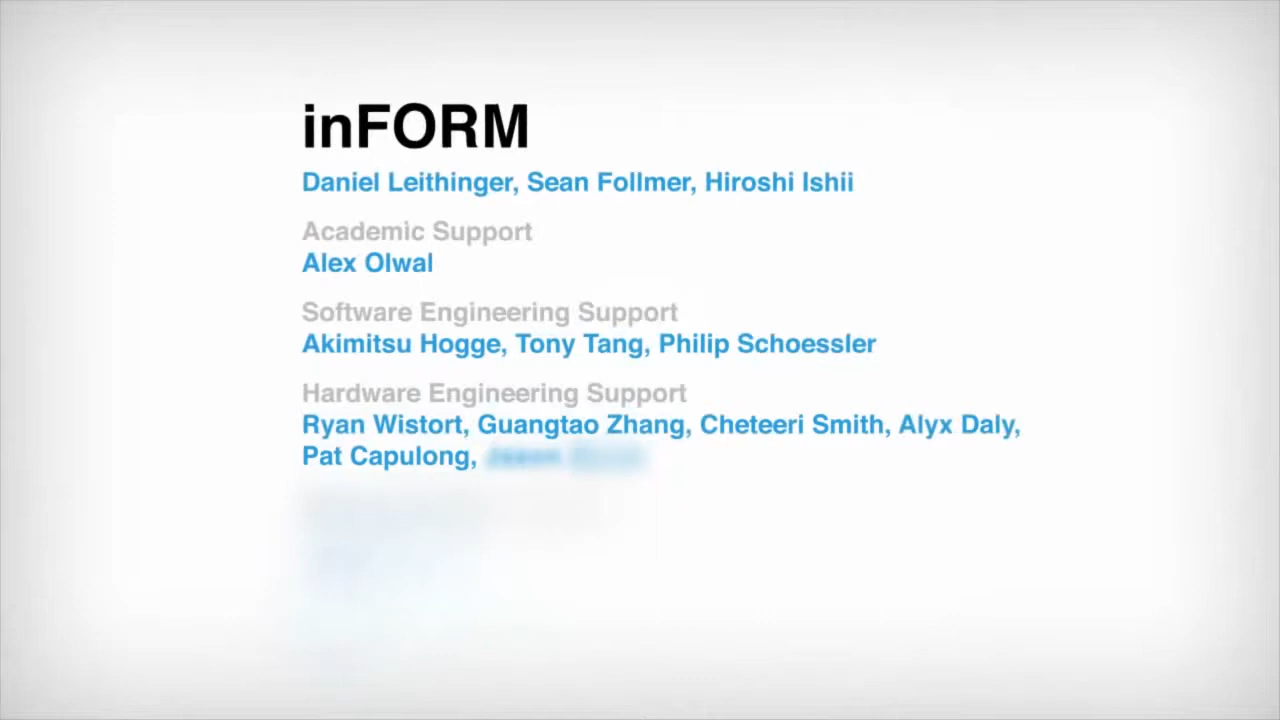 inFORM
Daniel Leithinger, Sean Follmer, Hiroshi Ishii
Academic Support
Alex Olwal
Software Engineering Support
Akimitsu Hogge, Tony Tang, Philip Schoessler
Hardware Engineering Support
Ryan Wistort, Guangtao Zhang, Cheteeri Smith, Alyx Daly,
Pat Capulong,